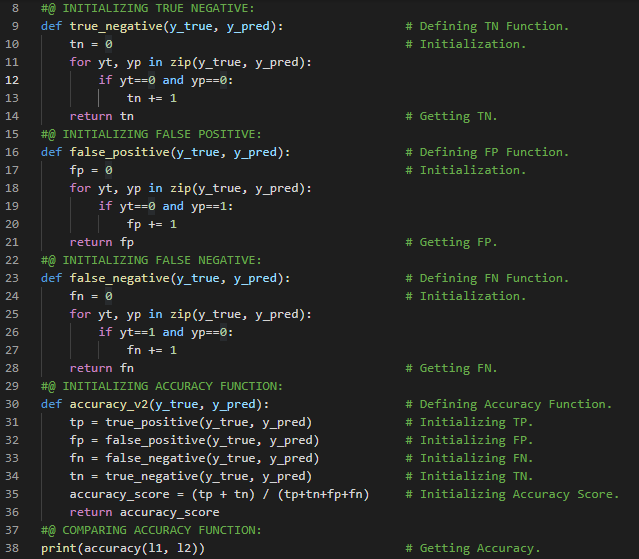 8 #@ INITIALIZING TRUE NEGATIVE:
9 def true_negative(y_true, y_pred): # Defining TN Function.
10 tn = 0 # Initialization.
11 for yt, yp in zip(y_true, y_pred):
12 if yt==0 and yp==0:
13 tn += 1
14 return tn # Getting TN.
15 #@ INITIALIZING FALSE POSITIVE:
16 def false_positive(y_true, y_pred): # Defining FP Function.
17 fp = 0 # Initialization.
18 for yt, yp in zip(y_true, y_pred):
19 if yt==0 and yp==1:
20 fp += 1
21 return fp # Getting FP.
22 #@ INITIALIZING FALSE NEGATIVE:
23 def false_negative(y_true, y_pred): # Defining FN Function.
24 fn = 0 # Initialization.
25 for yt, yp in zip(y_true, y_pred):
26 if yt==1 and yp==0:
27 fn += 1
28 return fn # Getting FN.
29 #@ INITIALIZING ACCURACY FUNCTION:
30 def accuracy_v2(y_true, y_pred): # Defining Accuracy Function.
31 tp = true_positive(y_true, y_pred) # Initializing TP.
32 fp = false_positive(y_true, y_pred) # Initializing FP.
33 fn = false_negative(y_true, y_pred) # Initializing FN.
34 tn = true_negative(y_true, y_pred) # Initializing TN.
35 accuracy_score = (tp + tn) / (tp+tn+fp+fn) # Initializing Accuracy Score.
36 return accuracy_score
37 #@ COMPARING ACCURACY FUNCTION:
38 print(accuracy(l1, l2)) # Getting Accuracy.